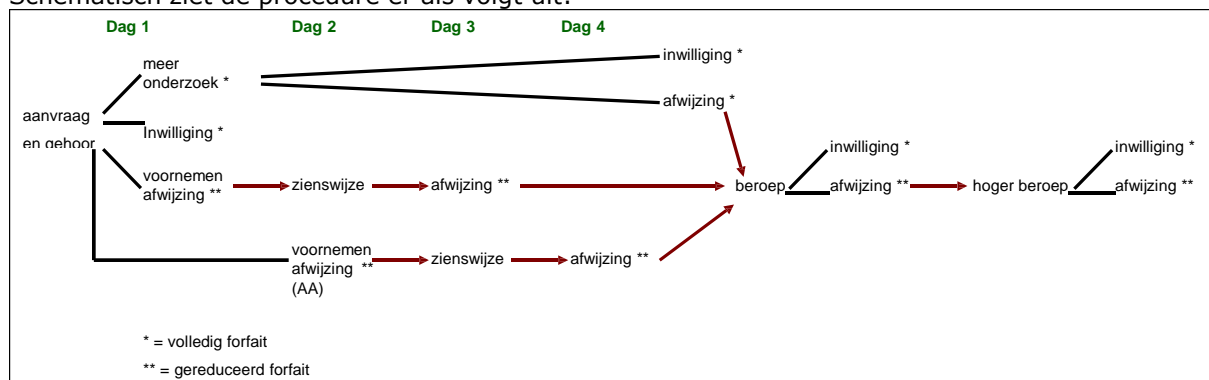 Schematisch ziet de procedure er als volgt uit:
Dag 1 Dag 2 Dag 3 Dag 4
meer
onderzoek *
inwilliging *
afwijzing *
aanvraag
en gehoor
Inwilliging *
voornemen
afwijzing **
zienswijze
afwijzing **
beroep
inwilliging *
afwijzing **
hoger beroep
inwilliging *
afwijzing **
voornemen
afwijzing **
(AA)
zienswijze
afwijzing **
* = volledig forfait
** = gereduceerd forfait